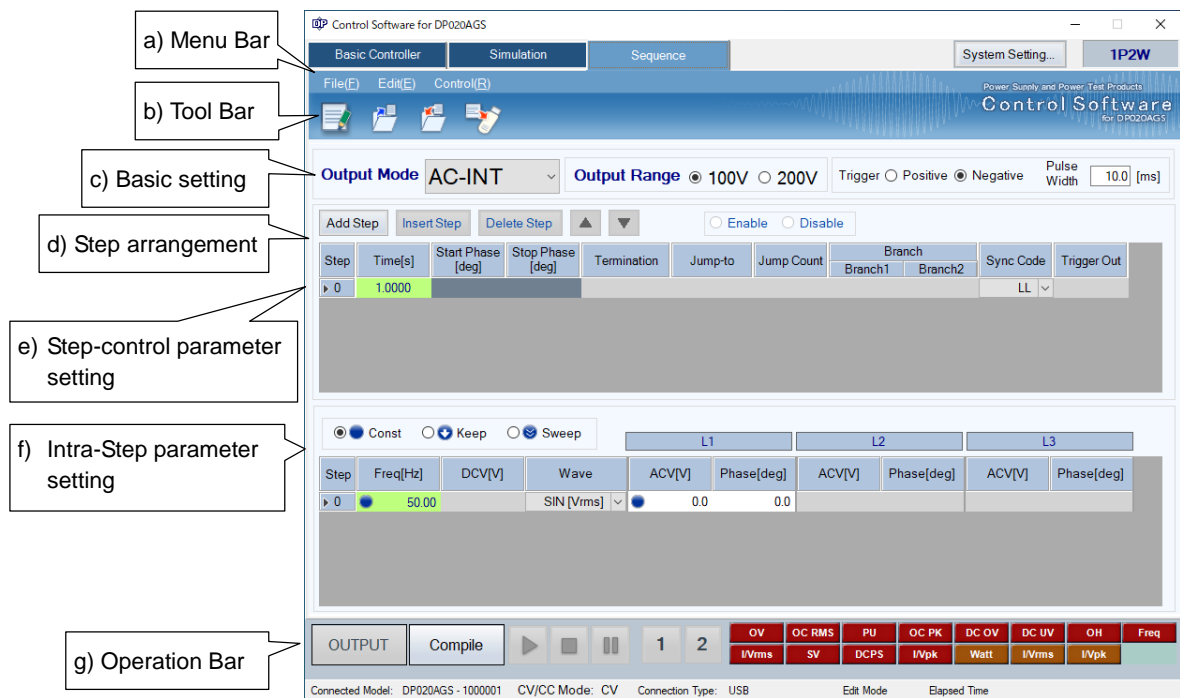 a) Menu Bar
b) Tool Bar
c) Basic setting
d) Step arrangement
e) Step-control parameter
setting
f) Intra-Step parameter
setting
g) Operation Bar
Control Software for DP020AGS
Basic Controller Simulation Sequence System Setting... 1P2W
File(F) Edit(E) Control(R)
Power Supply and Power Test Products
Control Software
for DP020AGS
Output Mode AC-INT Output Range 100V 200V Trigger Positive Negative Pulse Width 10.0 [ms]
Add Step Insert Step Delete Step Enable Disable
Step Time[s] Start Phase [deg] Stop Phase [deg] Termination Jump-to Jump Count Branch Branch1 Branch2 Sync Code Trigger Out
0 1.0000 LL
Const Keep Sweep L1 L2 L3
Step Freq[Hz] DCV[V] Wave ACV[V] Phase[deg] ACV[V] Phase[deg] ACV[V] Phase[deg]
0 50.00 SIN [Vrms] 0.0 0.0
OUTPUT Compile 1 2
OV OC RMS PU OC PK DC OV DC UV OH Freq
I/Vrms SV DCPS I/Vpk Watt I/Vrms I/Vpk
Connected Model: DP020AGS - 1000001 CV/CC Mode: CV Connection Type: USB Edit Mode Elapsed Time